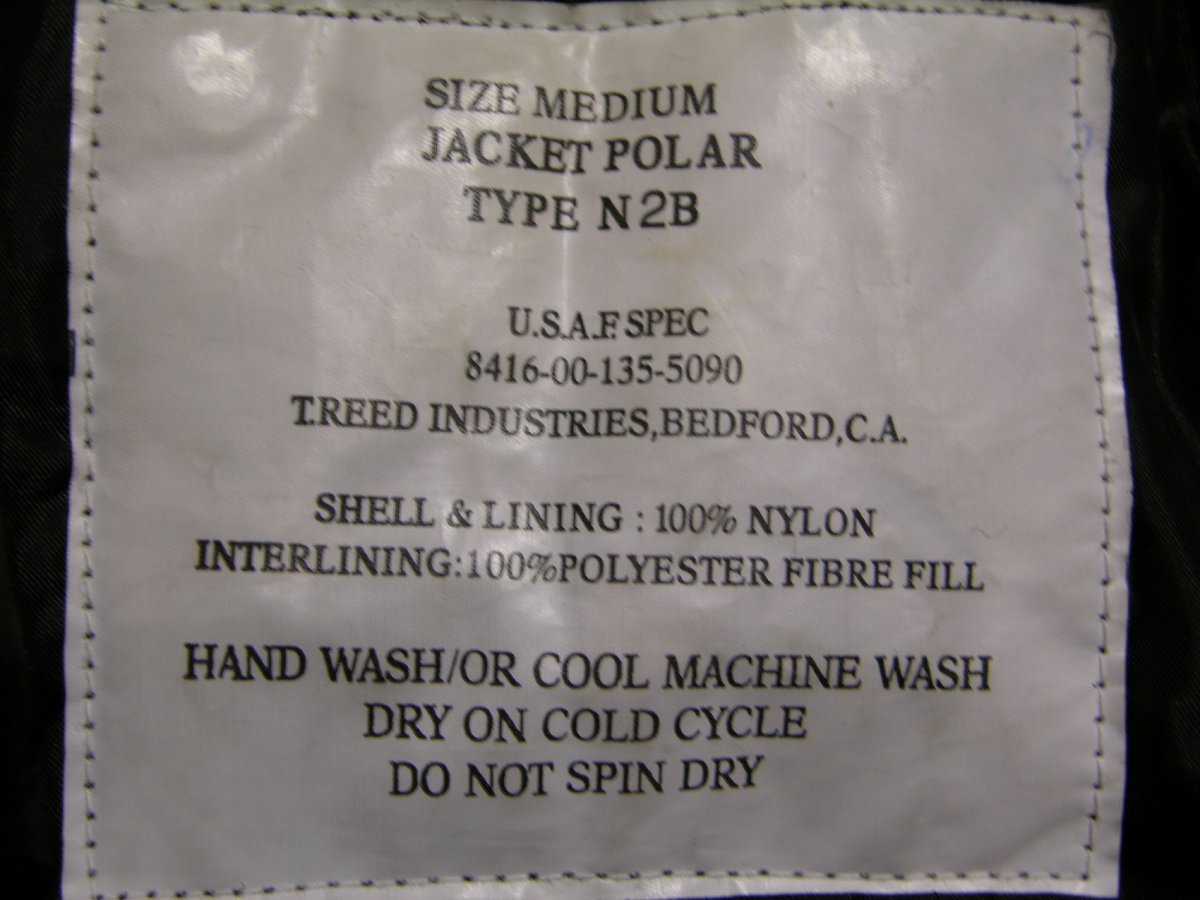 SIZE MEDIUM
JACKET POLAR
TYPE N2B
U.S.A.F. SPEC
8416-00-135-5090
T.REED INDUSTRIES,BEDFORD,C.A.
SHELL & LINING : 100% NYLON
INTERLINING:100%POLYESTER FIBRE FILL
HAND WASH/OR COOL MACHINE WASH
DRY ON COLD CYCLE
DO NOT SPIN DRY